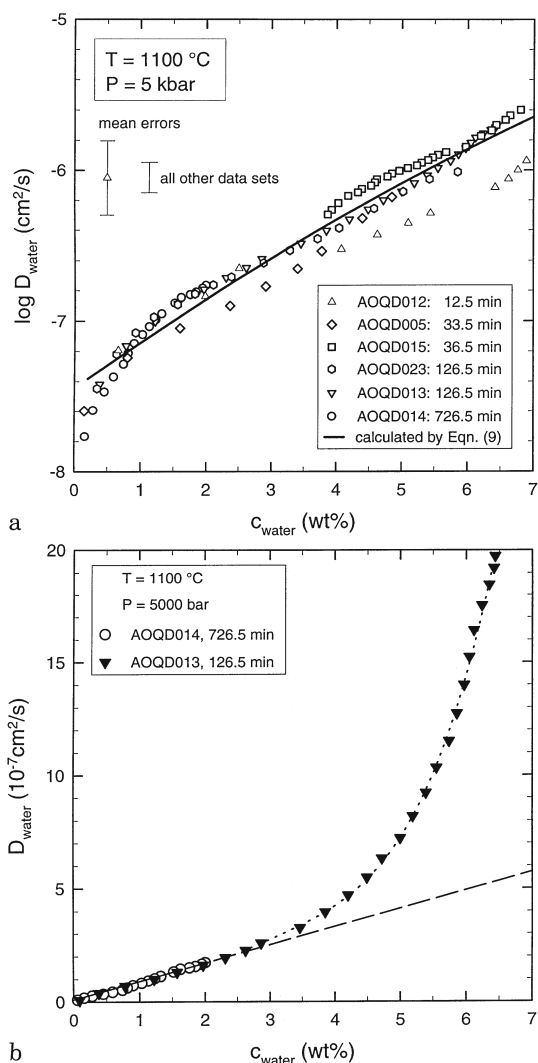 -5
T = 1100 °C
P = 5 kbar
mean errors
all other data sets
-6
log D_water (cm²/s)
-7
AOQD012: 12.5 min
AOQD005: 33.5 min
AOQD015: 36.5 min
AOQD023: 126.5 min
AOQD013: 126.5 min
AOQD014: 726.5 min
calculated by Eqn. (9)
-8
0 1 2 3 4 5 6 7
a
c_water (wt%)
20
T = 1100 °C
P = 5000 bar
AOQD014, 726.5 min
AOQD013, 126.5 min
15
D_water (10⁻⁷cm²/s)
10
5
0
0 1 2 3 4 5 6 7
b
c_water (wt%)